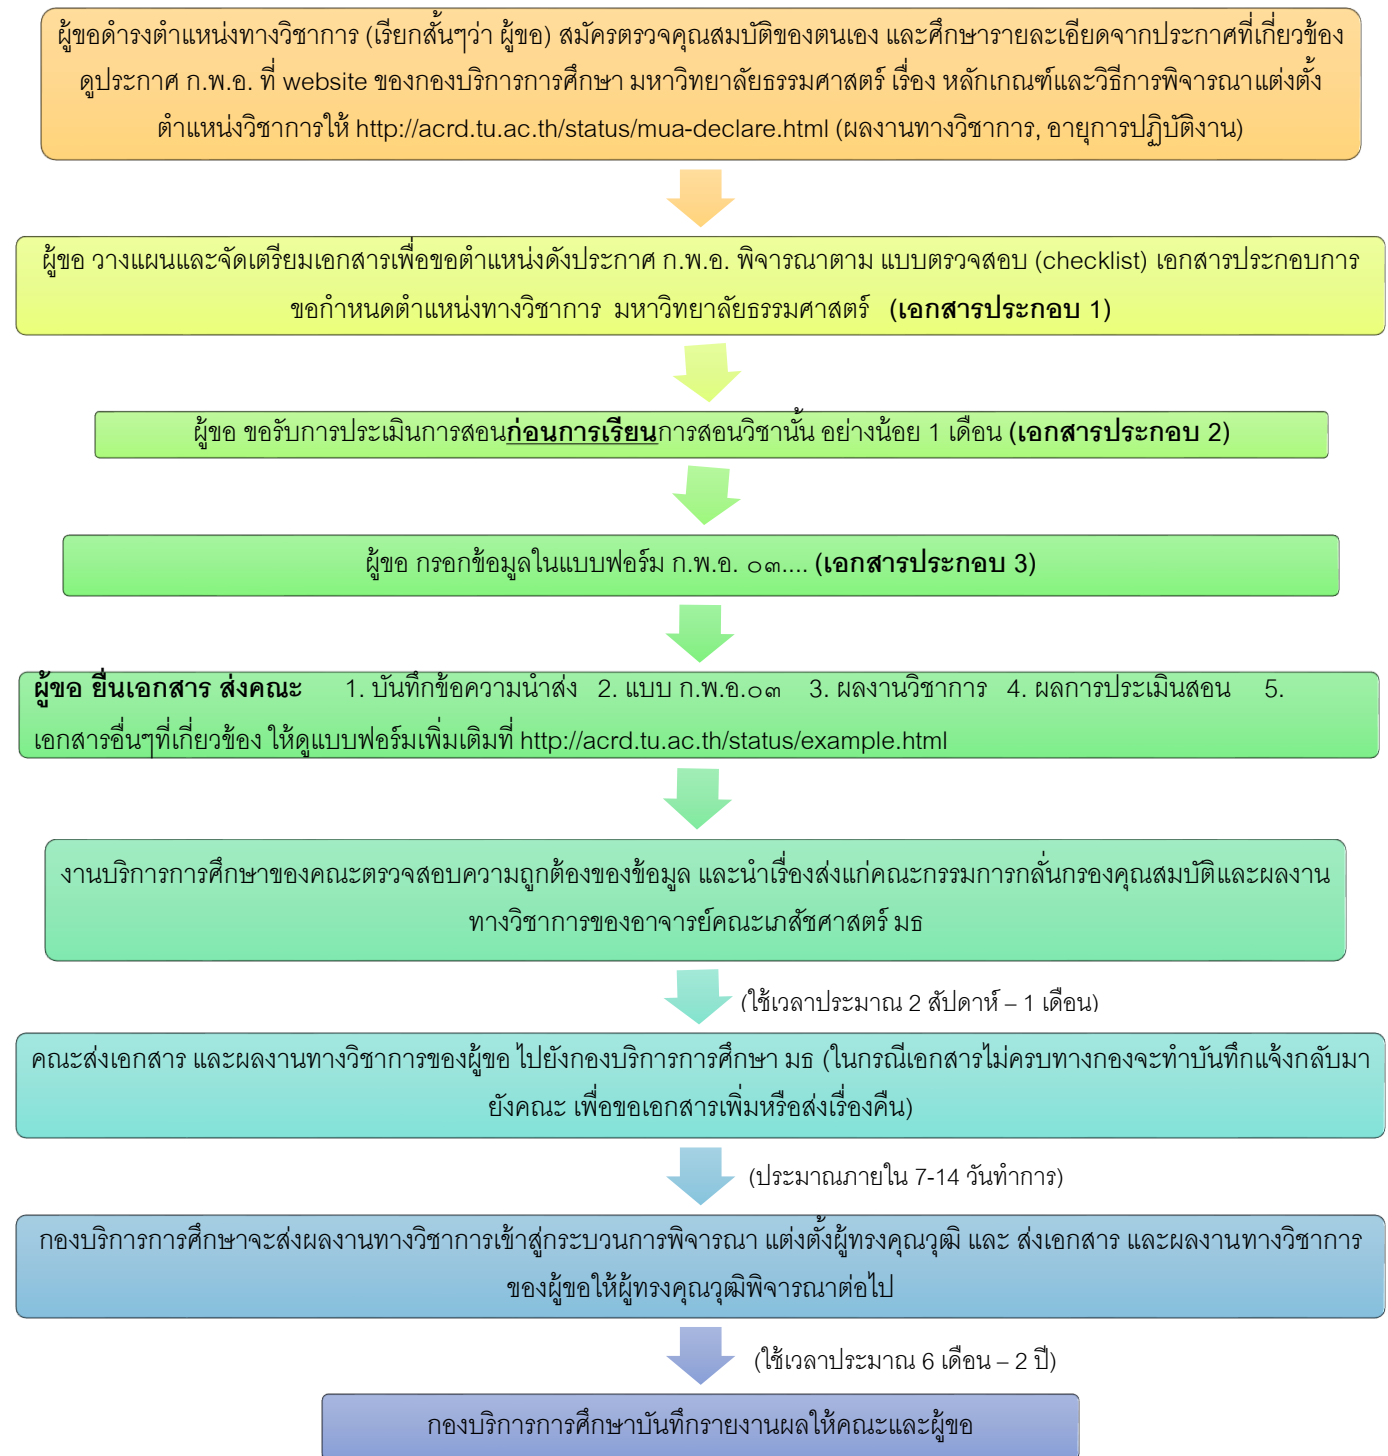 ผู้ขอดำรงตำแหน่งทางวิชาการ (เรียกสั้นๆว่า ผู้ขอ) สมัครตรวจคุณสมบัติของตนเอง และศึกษารายละเอียดจากประกาศที่เกี่ยวข้อง
ดูประกาศ ก.พ.อ. ที่ website ของกองบริการการศึกษา มหาวิทยาลัยธรรมศาสตร์ เรื่อง หลักเกณฑ์และวิธีการพิจารณาแต่งตั้ง
ตำแหน่งวิชาการให้ http://acrd.tu.ac.th/status/mua-declare.html (ผลงานทางวิชาการ, อายุการปฏิบัติงาน)
ผู้ขอ วางแผนและจัดเตรียมเอกสารเพื่อขอตำแหน่งดังประกาศ ก.พ.อ. พิจารณาตาม แบบตรวจสอบ (checklist) เอกสารประกอบการ
ขอกำหนดตำแหน่งทางวิชาการ มหาวิทยาลัยธรรมศาสตร์ (เอกสารประกอบ 1)
ผู้ขอ ขอรับการประเมินการสอนก่อนการเรียนการสอนวิชานั้น อย่างน้อย 1 เดือน (เอกสารประกอบ 2)
ผู้ขอ กรอกข้อมูลในแบบฟอร์ม ก.พ.อ. ๐๓.... (เอกสารประกอบ 3)
ผู้ขอ ยื่นเอกสาร ส่งคณะ 1. บันทึกข้อความนำส่ง 2. แบบ ก.พ.อ.๐๓ 3. ผลงานวิชาการ 4. ผลการประเมินสอน 5.
เอกสารอื่นๆที่เกี่ยวข้อง ให้ดูแบบฟอร์มเพิ่มเติมที่ http://acrd.tu.ac.th/status/example.html
งานบริการการศึกษาของคณะตรวจสอบความถูกต้องของข้อมูล และนำเรื่องส่งแก่คณะกรรมการกลั่นกรองคุณสมบัติและผลงาน
ทางวิชาการของอาจารย์คณะเภสัชศาสตร์ มธ
(ใช้เวลาประมาณ 2 สัปดาห์ – 1 เดือน)
คณะส่งเอกสาร และผลงานทางวิชาการของผู้ขอ ไปยังกองบริการการศึกษา มธ (ในกรณีเอกสารไม่ครบทางกองจะทำบันทึกแจ้งกลับมา
ยังคณะ เพื่อขอเอกสารเพิ่มหรือส่งเรื่องคืน)
(ประมาณภายใน 7-14 วันทำการ)
กองบริการการศึกษาจะส่งผลงานทางวิชาการเข้าสู่กระบวนการพิจารณา แต่งตั้งผู้ทรงคุณวุฒิ และ ส่งเอกสาร และผลงานทางวิชาการ
ของผู้ขอให้ผู้ทรงคุณวุฒิพิจารณาต่อไป
(ใช้เวลาประมาณ 6 เดือน – 2 ปี)
กองบริการการศึกษาบันทึกรายงานผลให้คณะและผู้ขอ